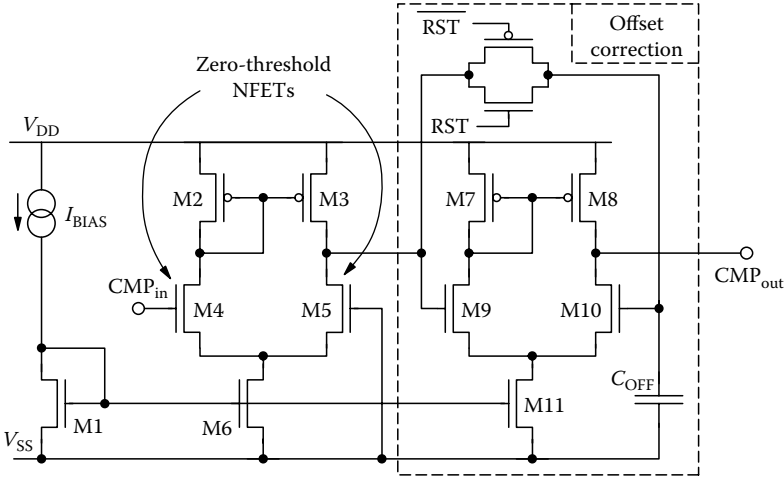 RST
Offset
correction
Zero-threshold
NFETs
RST
VDD
M2
M3
M7
M8
IBIAS
CMPin
CMPout
M4
M5
M9
M10
COFF
M1
M6
M11
VSS